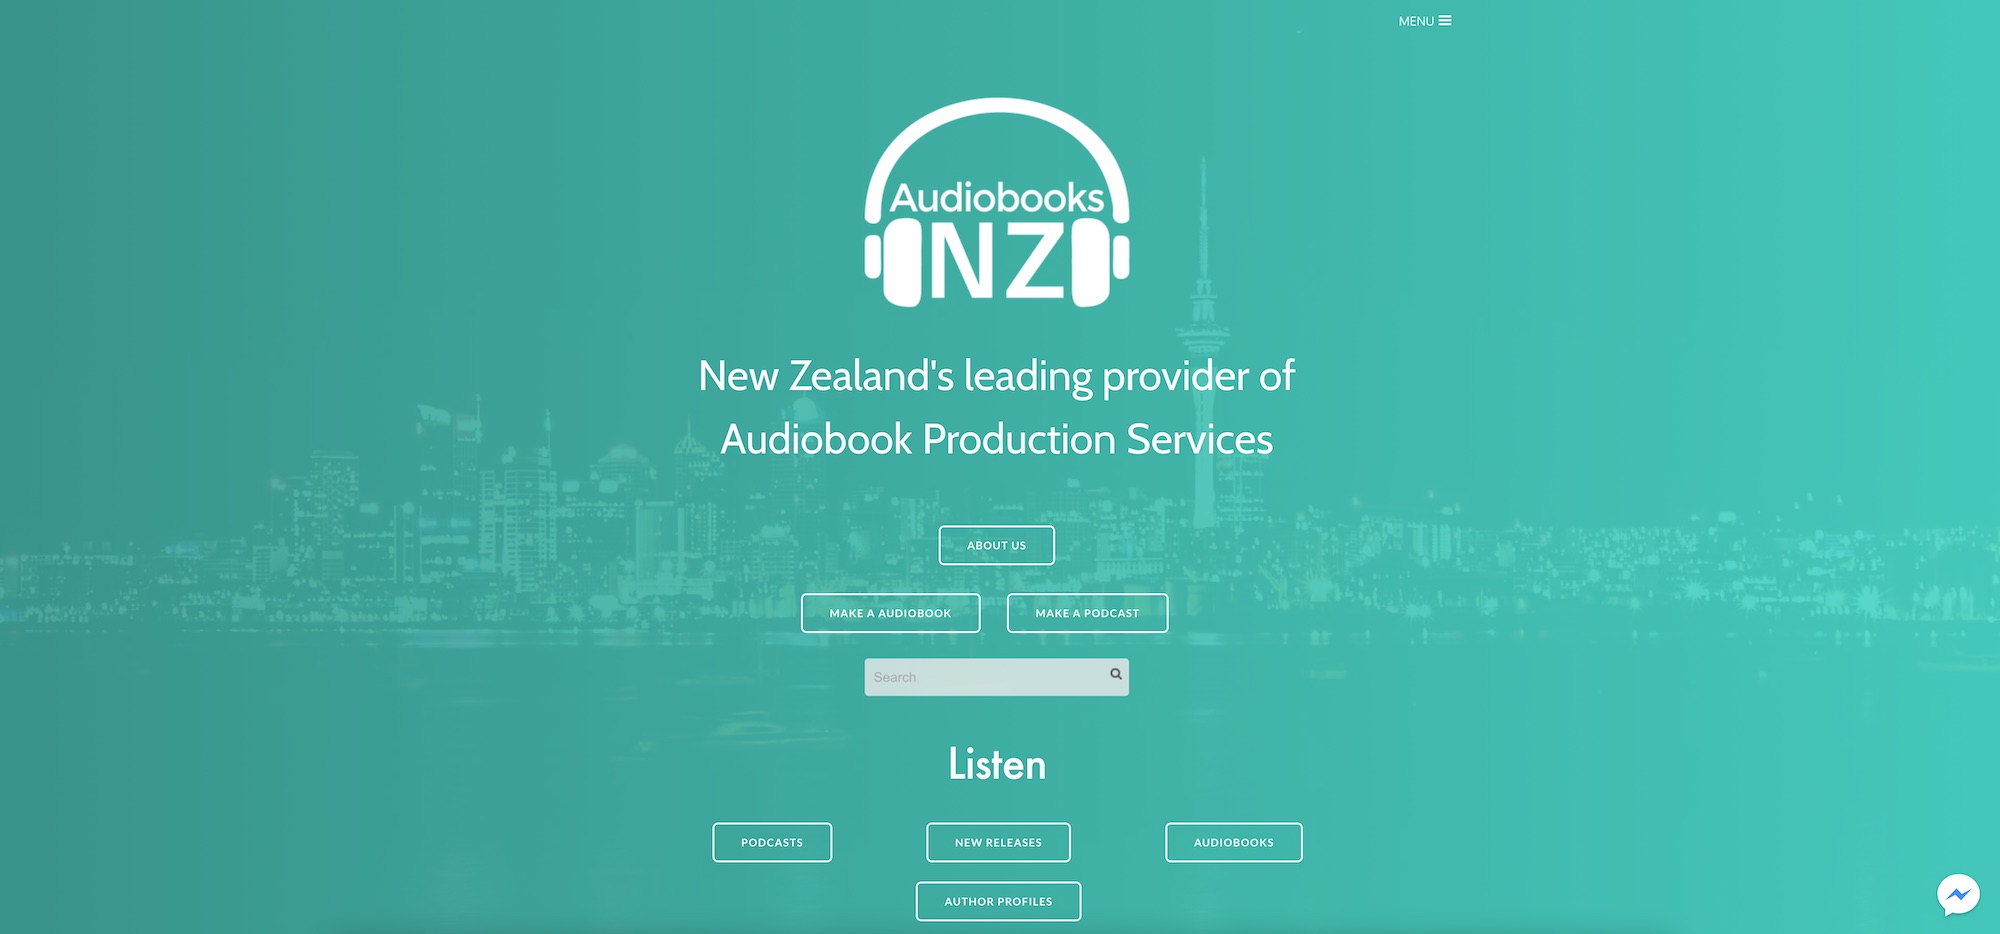 MENU
Audiobooks
NZ
New Zealand's leading provider of
Audiobook Production Services
ABOUT US
MAKE A AUDIOBOOK
MAKE A PODCAST
Search
Listen
PODCASTS
NEW RELEASES
AUDIOBOOKS
AUTHOR PROFILES